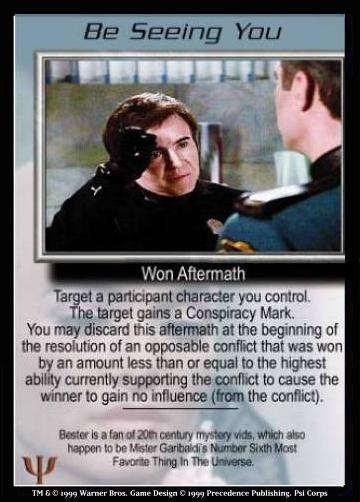 Be Seeing You
Won Aftermath
Target a participant character you control.
The target gains a Conspiracy Mark.
You may discard this aftermath at the beginning of
the resolution of an opposable conflict that was won
by an amount less than or equal to the highest
ability currently supporting the conflict to cause the
winner to gain no influence (from the conflict).
Bester is a fan of 20th century mystery vids, which also
happen to be Mister Garibaldi's Number Sixth Most
Favorite Thing In The Universe.
TM & © 1999 Warner Bros. Game Design © 1999 Precedence Publishing. Psi Corps